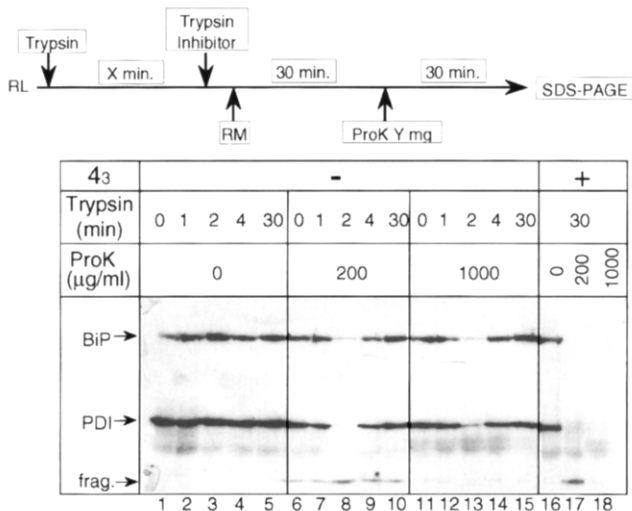 Trypsin
Trypsin Inhibitor
X min.
30 min.
30 min.
RL
SDS-PAGE
RM
ProK Y mg
43 - +
Trypsin (min) 0 1 2 4 30 0 1 2 4 30 0 1 2 4 30 30
ProK (µg/ml) 0 200 1000 0 200 1000
BiP
PDI
frag.
1 2 3 4 5 6 7 8 9 10 11 12 13 14 15 16 17 18